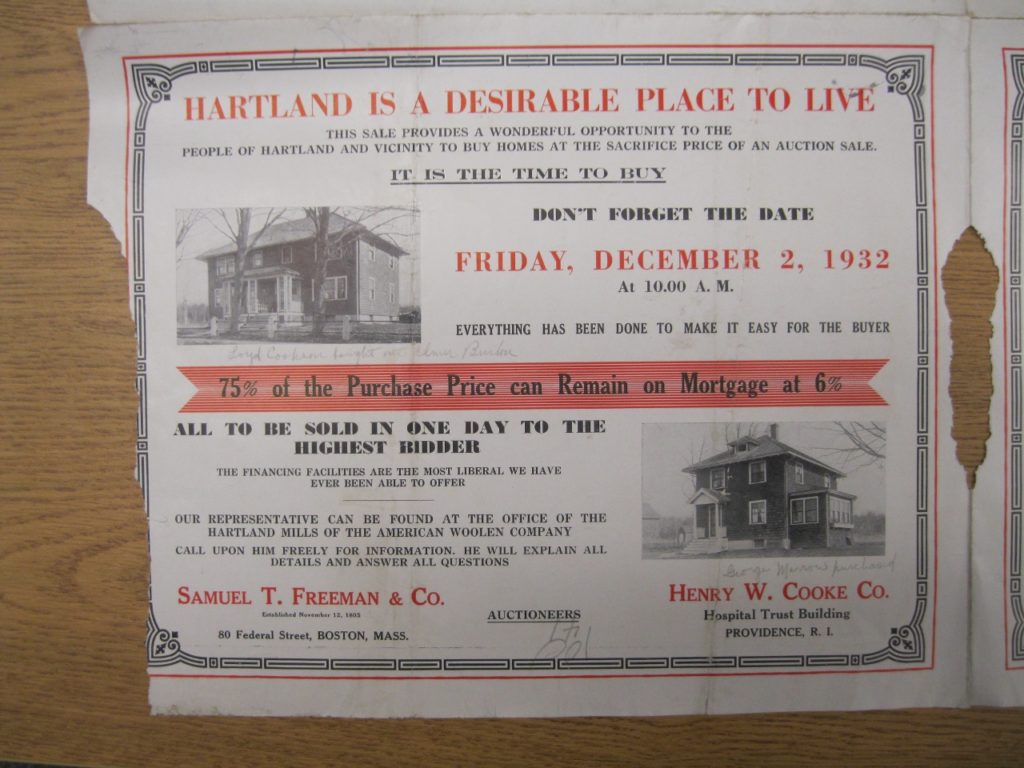 HARTLAND IS A DESIRABLE PLACE TO LIVE
THIS SALE PROVIDES A WONDERFUL OPPORTUNITY TO THE
PEOPLE OF HARTLAND AND VICINITY TO BUY HOMES AT THE SACRIFICE PRICE OF AN AUCTION SALE.
IT IS THE TIME TO BUY
DON'T FORGET THE DATE
FRIDAY, DECEMBER 2, 1932
At 10.00 A. M.
EVERYTHING HAS BEEN DONE TO MAKE IT EASY FOR THE BUYER
bought
75% of the Purchase Price can Remain on Mortgage at 6%
ALL TO BE SOLD IN ONE DAY TO THE
HIGHEST BIDDER
THE FINANCING FACILITIES ARE THE MOST LIBERAL WE HAVE
EVER BEEN ABLE TO OFFER
OUR REPRESENTATIVE CAN BE FOUND AT THE OFFICE OF THE
HARTLAND MILLS OF THE AMERICAN WOOLEN COMPANY
CALL UPON HIM FREELY FOR INFORMATION. HE WILL EXPLAIN ALL
DETAILS AND ANSWER ALL QUESTIONS
George Morrow purchased
SAMUEL T. FREEMAN & CO.
Established November 12, 1805
80 Federal Street, BOSTON, MASS.
AUCTIONEERS
HENRY W. COOKE CO.
Hospital Trust Building
PROVIDENCE, R. I.